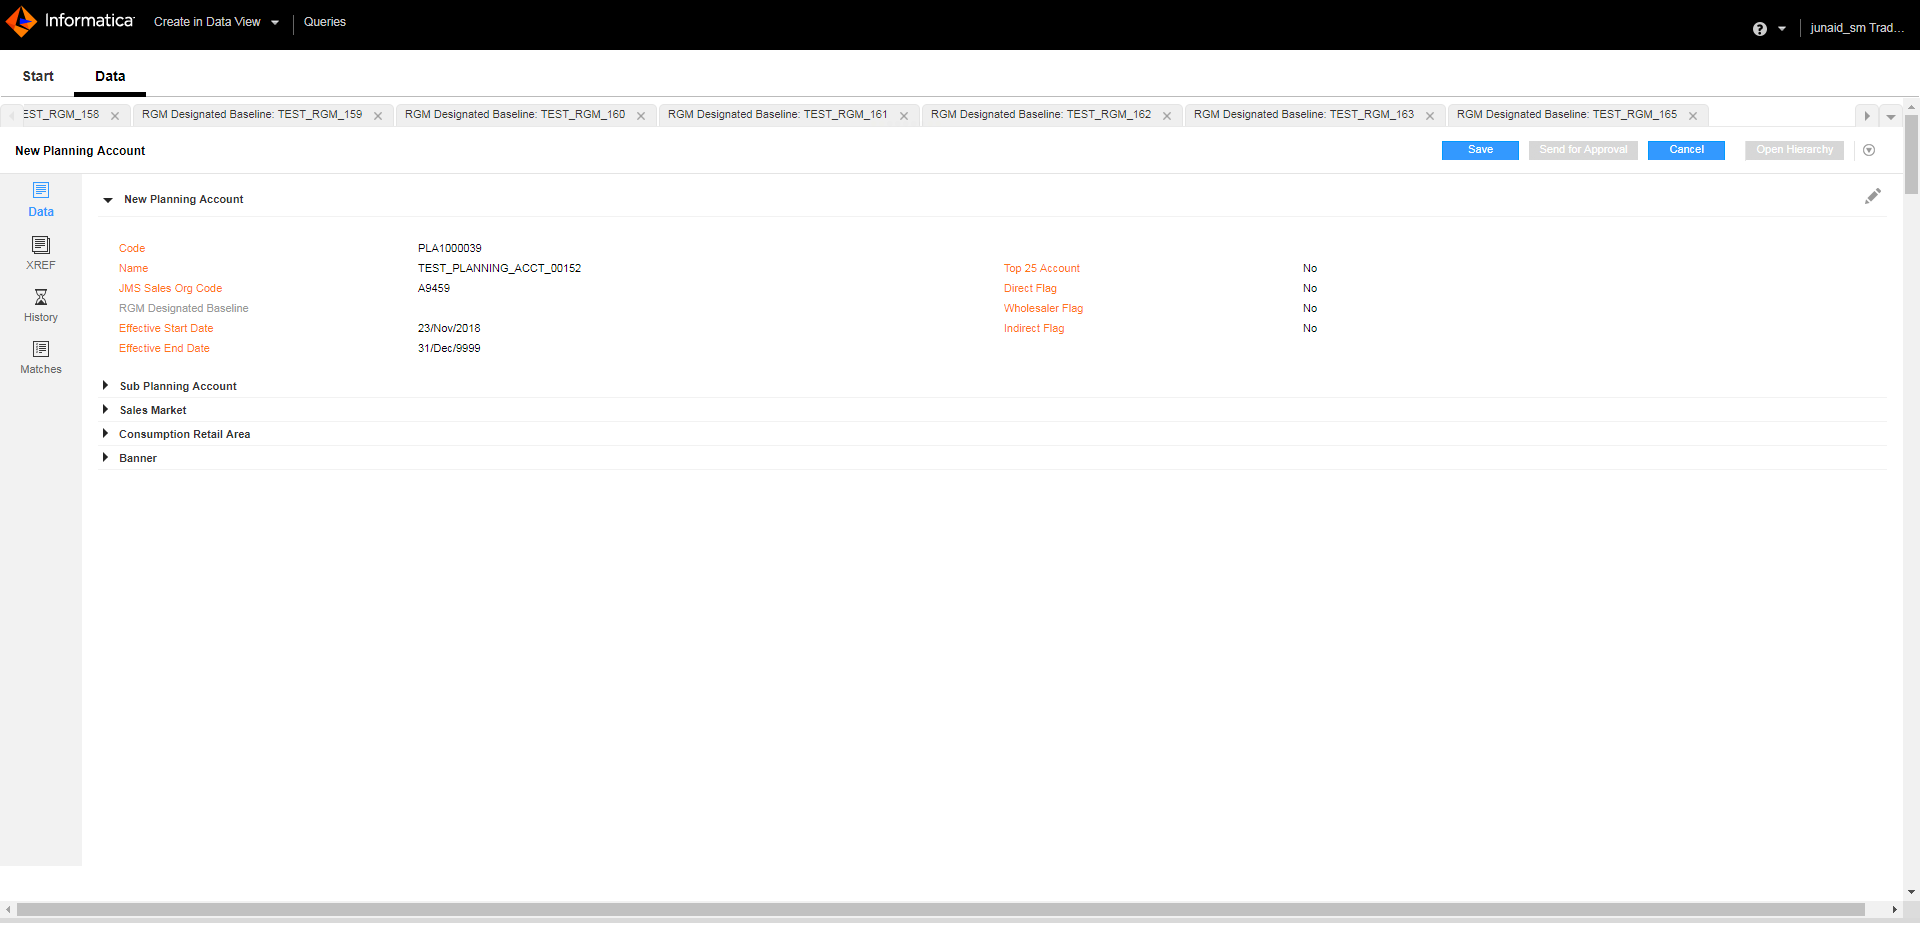 Informatica Create in Data View Queries junaid_sm Trad...
Start Data
EST_RGM_158 RGM Designated Baseline: TEST_RGM_159 RGM Designated Baseline: TEST_RGM_160 RGM Designated Baseline: TEST_RGM_161 RGM Designated Baseline: TEST_RGM_162 RGM Designated Baseline: TEST_RGM_163 RGM Designated Baseline: TEST_RGM_165
New Planning Account Save Send for Approval Cancel Open Hierarchy
Data
XREF
History
Matches
New Planning Account
Code PLA1000039
Name TEST_PLANNING_ACCT_00152 Top 25 Account No
JMS Sales Org Code A9459 Direct Flag No
RGM Designated Baseline Wholesaler Flag No
Effective Start Date 23/Nov/2018 Indirect Flag No
Effective End Date 31/Dec/9999
Sub Planning Account
Sales Market
Consumption Retail Area
Banner